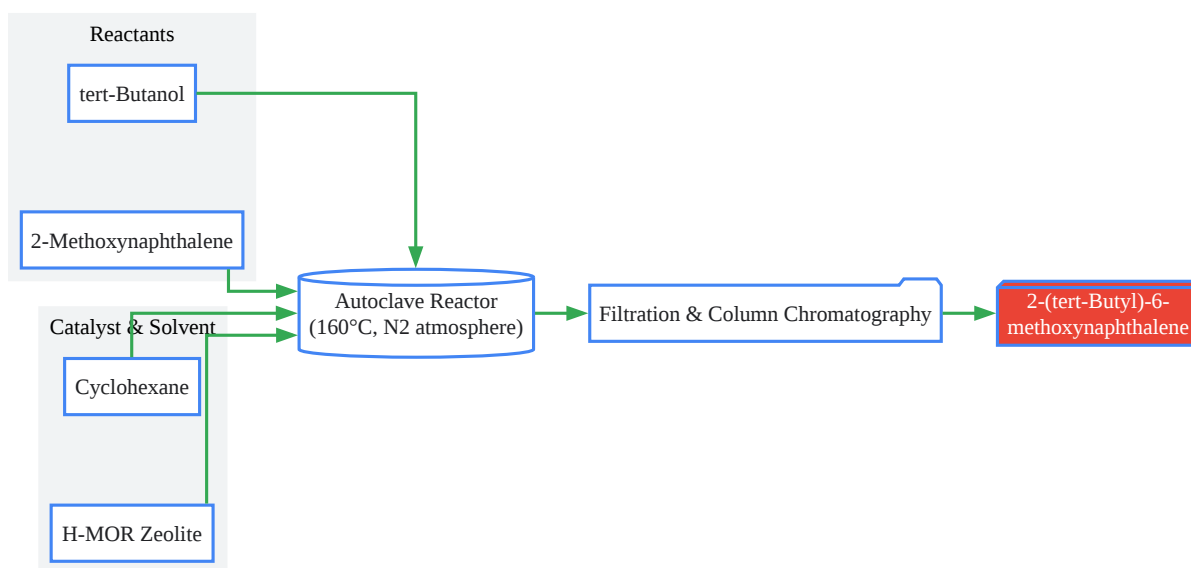 Reactants
tert-Butanol
2-Methoxynaphthalene
Catalyst & Solvent
Cyclohexane
H-MOR Zeolite
Autoclave Reactor
(160°C, N2 atmosphere)
Filtration & Column Chromatography
2-(tert-Butyl)-6-
methoxynaphthalene